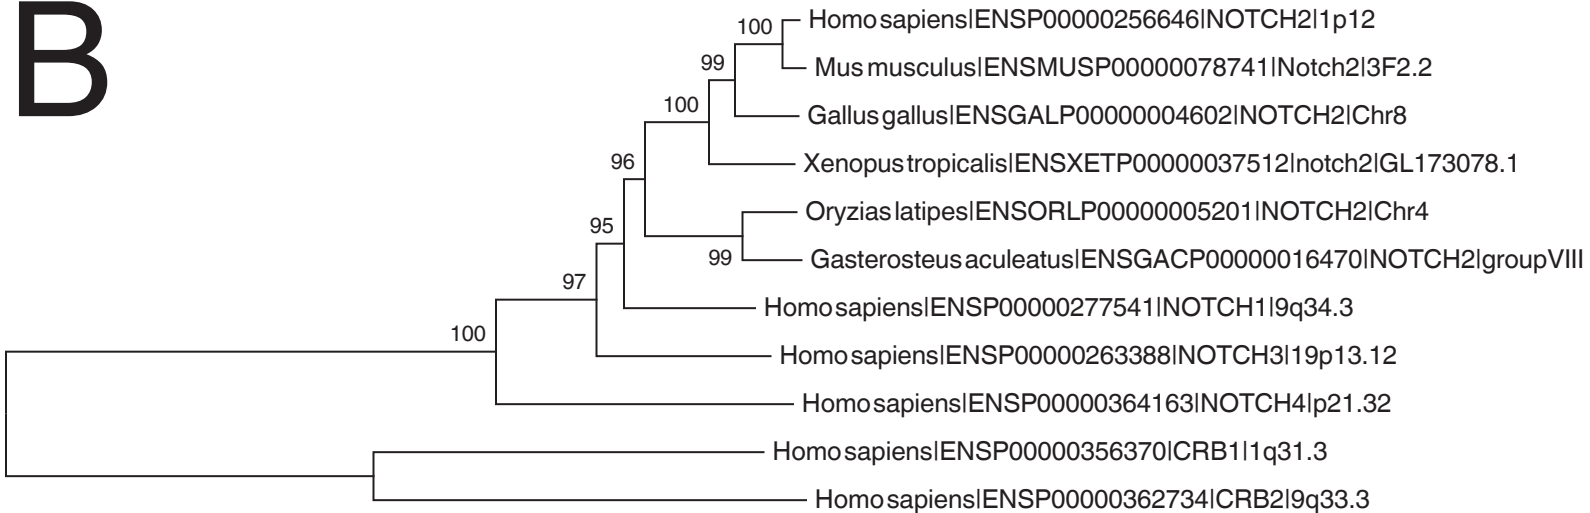 B
100
Homo sapiens|ENSP00000256646|NOTCH2|1p12
99
Mus musculus|ENSMUSP00000078741|Notch2|3F2.2
100
Gallus gallus|ENSGALP00000004602|NOTCH2|Chr8
96
Xenopus tropicalis|ENSXETP00000037512|notch2|GL173078.1
Oryzias latipes|ENSORLP00000005201|NOTCH2|Chr4
95
99
Gasterosteus aculeatus|ENSGACP00000016470|NOTCH2|groupVIII
97
Homo sapiens|ENSP00000277541|NOTCH1|9q34.3
100
Homo sapiens|ENSP00000263388|NOTCH3|19p13.12
Homo sapiens|ENSP00000364163|NOTCH4|p21.32
Homo sapiens|ENSP00000356370|CRB1|1q31.3
Homo sapiens|ENSP00000362734|CRB2|9q33.3